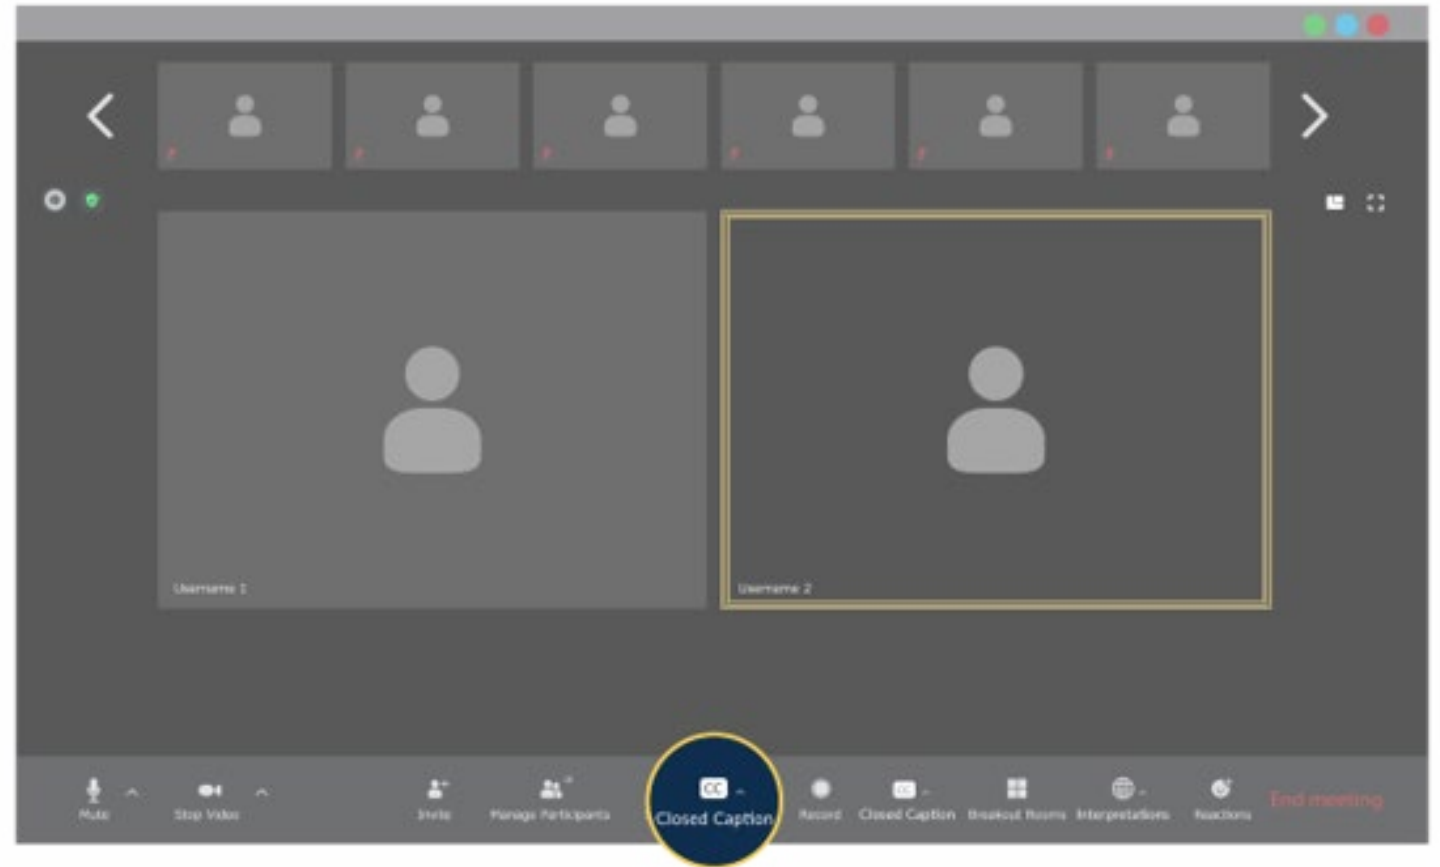 Username 1
Username 2
Mute
Stop Video
Invite
Manage Participants
CC
Closed Caption
Record
CC
Closed Caption
Breakout Rooms
Interpretations
Reactions
End meeting